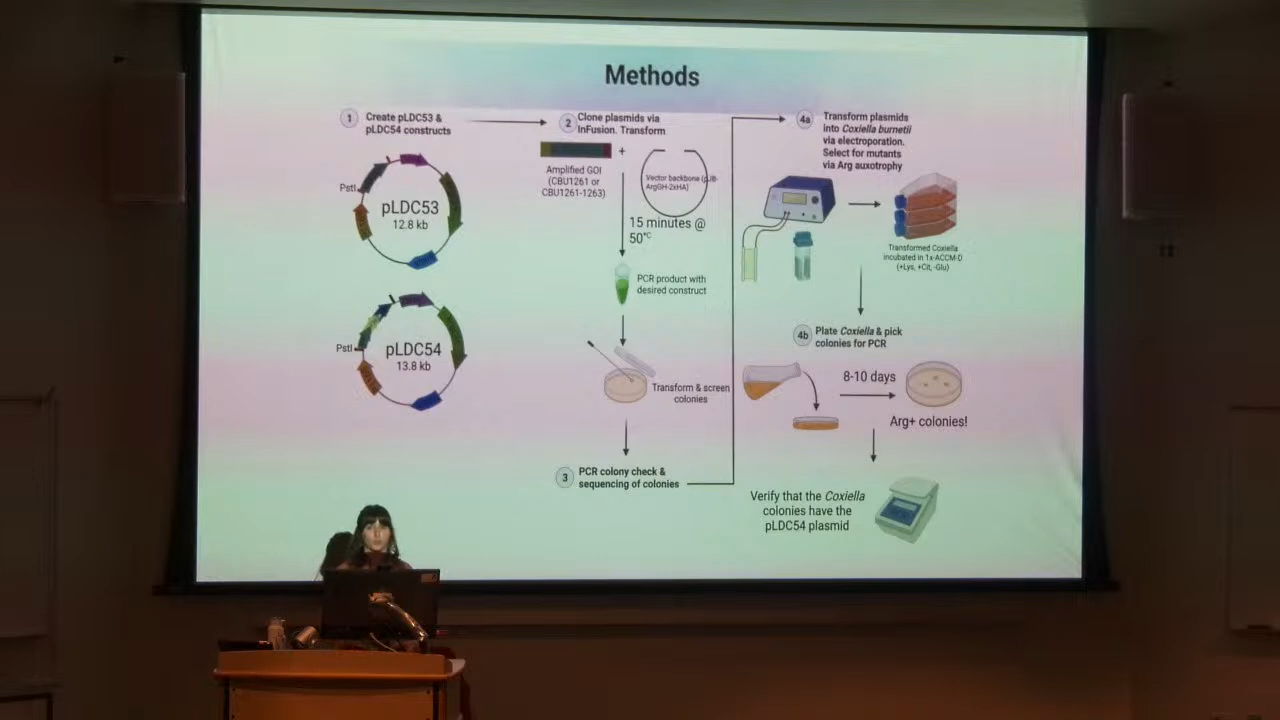 Methods
1
Create pLDC53 &
pLDC54 constructs
PstI
pLDC53
12.8 kb
PstI
pLDC54
13.8 kb
2
Clone plasmids via
InFusion. Transform
+
Amplified GOI
(CBU1261 or
CBU1261-1263)
Vector backbone (pJB-
ArgGH-2xHA)
15 minutes @
50°C
PCR product with
desired construct
Transform & screen
colonies
3
PCR colony check &
sequencing of colonies
4a
Transform plasmids
into Coxiella burnetii
via electroporation.
Select for mutants
via Arg auxotrophy
Transformed Coxiella
incubated in 1x-ACCM-D
(+Lys, +Cit, -Glu)
4b
Plate Coxiella & pick
colonies for PCR
8-10 days
Arg+ colonies!
Verify that the Coxiella
colonies have the
pLDC54 plasmid